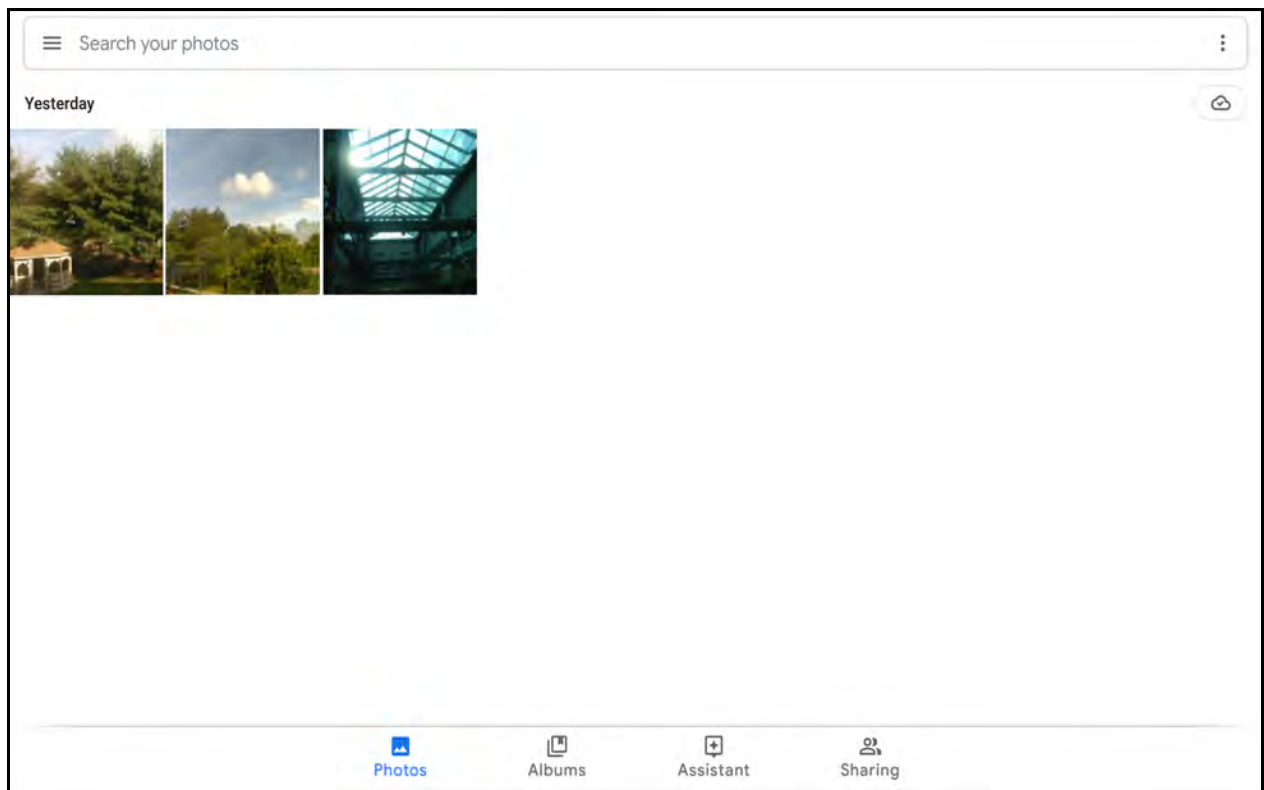 Search your photos
Yesterday
Photos
Albums
Assistant
Sharing